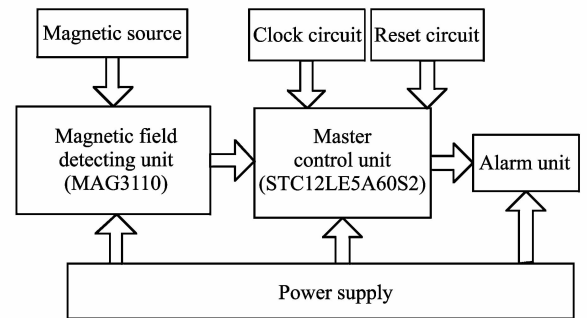 Magnetic source
Clock circuit
Reset circuit
Magnetic field
detecting unit
(MAG3110)
Master
control unit
(STC12LE5A60S2)
Alarm unit
Power supply